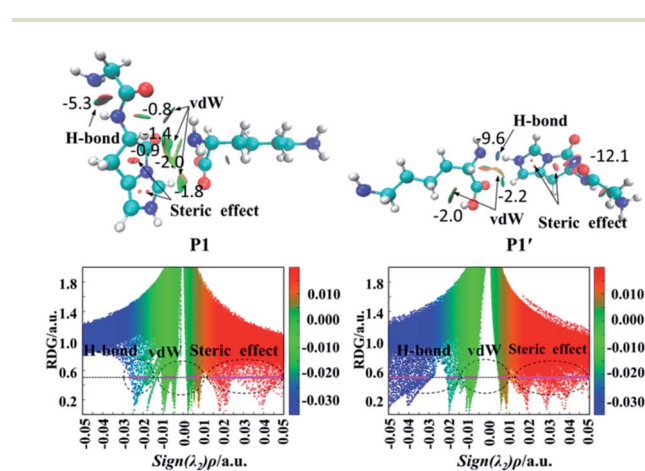 -5.3
-0.8
vdW
H-bond
-1.4
-0.9
-2.0
-1.8
Steric effect
P1
-9.6
H-bond
-12.1
-2.0
-2.2
vdW
Steric effect
P1′
RDG/a.u.
1.8
1.4
1.0
0.6
0.2
H-bond
vdW
Steric effect
0.010
0.000
-0.010
-0.020
-0.030
-0.05
-0.04
-0.03
-0.02
-0.01
0.00
0.01
0.02
0.03
0.04
0.05
Sign(λ2)ρ/a.u.
RDG/a.u.
1.8
1.4
1.0
0.6
0.2
H-bond
vdW
Steric effect
0.010
0.000
-0.010
-0.020
-0.030
-0.05
-0.04
-0.03
-0.02
-0.01
0.00
0.01
0.02
0.03
0.04
0.05
Sign(λ2)ρ/a.u.